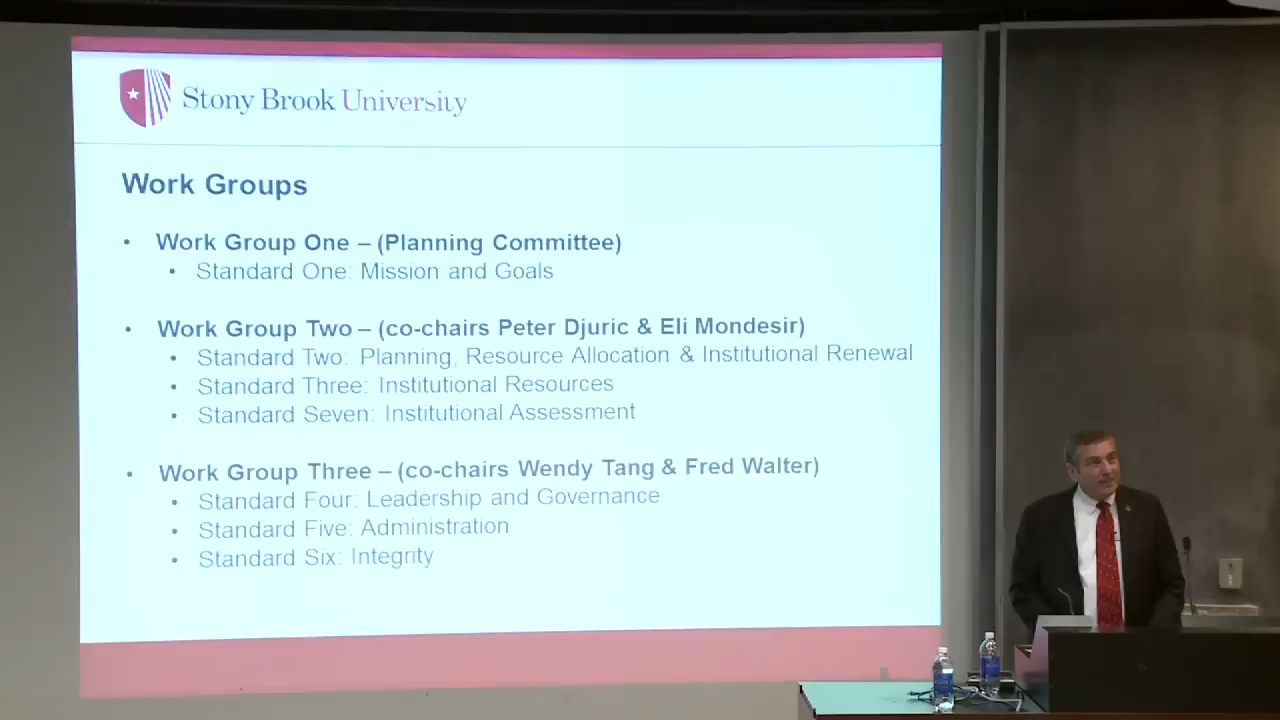 Stony Brook University
Work Groups
• Work Group One – (Planning Committee)
• Standard One: Mission and Goals
• Work Group Two – (co-chairs Peter Djuric & Eli Mondesir)
• Standard Two: Planning, Resource Allocation & Institutional Renewal
• Standard Three: Institutional Resources
• Standard Seven: Institutional Assessment
• Work Group Three – (co-chairs Wendy Tang & Fred Walter)
• Standard Four: Leadership and Governance
• Standard Five: Administration
• Standard Six: Integrity